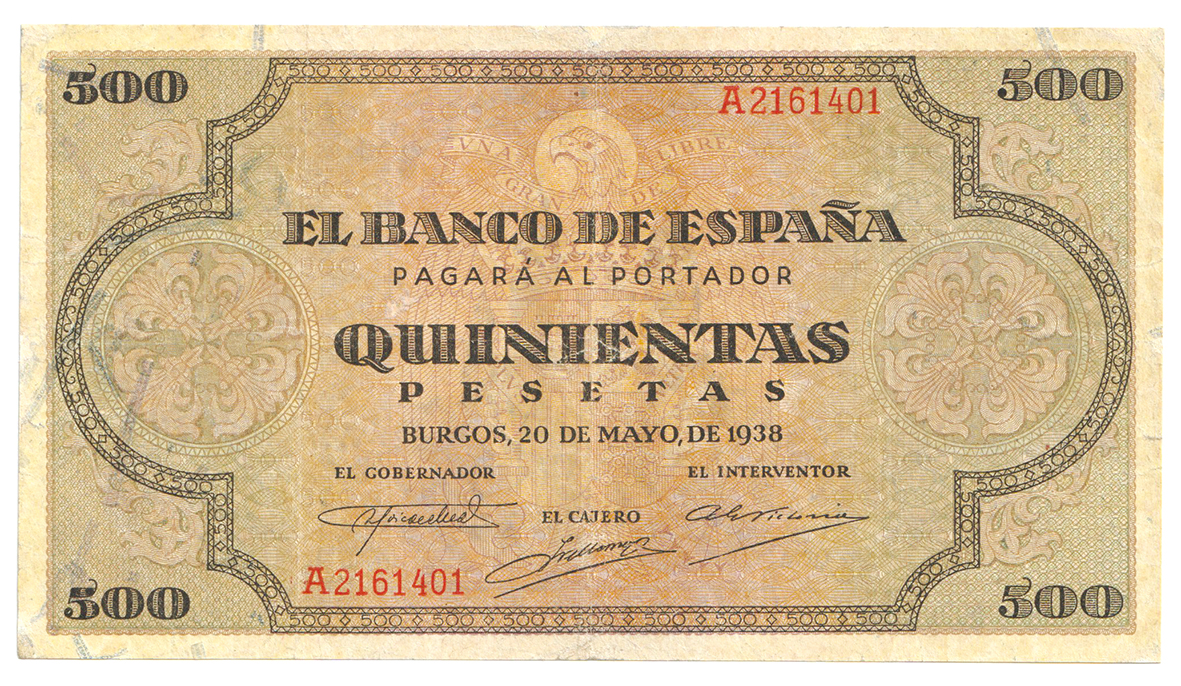 500 500
A2161401
VNA GRANDE LIBRE
EL BANCO DE ESPAÑA
PAGARÁ AL PORTADOR
QUINIENTAS
PESETAS
BURGOS, 20 DE MAYO, DE 1938
EL GOBERNADOR EL INTERVENTOR
EL CAJERO
A2161401
500 500